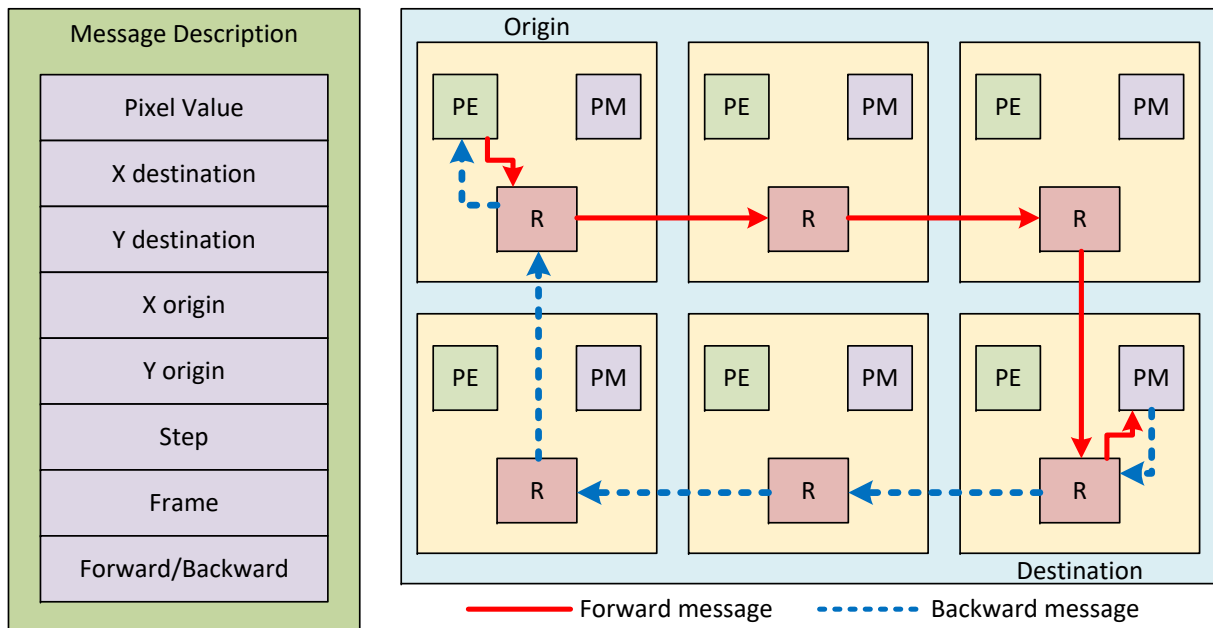 Message Description
Pixel Value
X destination
Y destination
X origin
Y origin
Step
Frame
Forward/Backward
Origin
PE PM PE PM PE PM
R R R
PE PM PE PM PE PM
R R R
Destination
Forward message Backward message